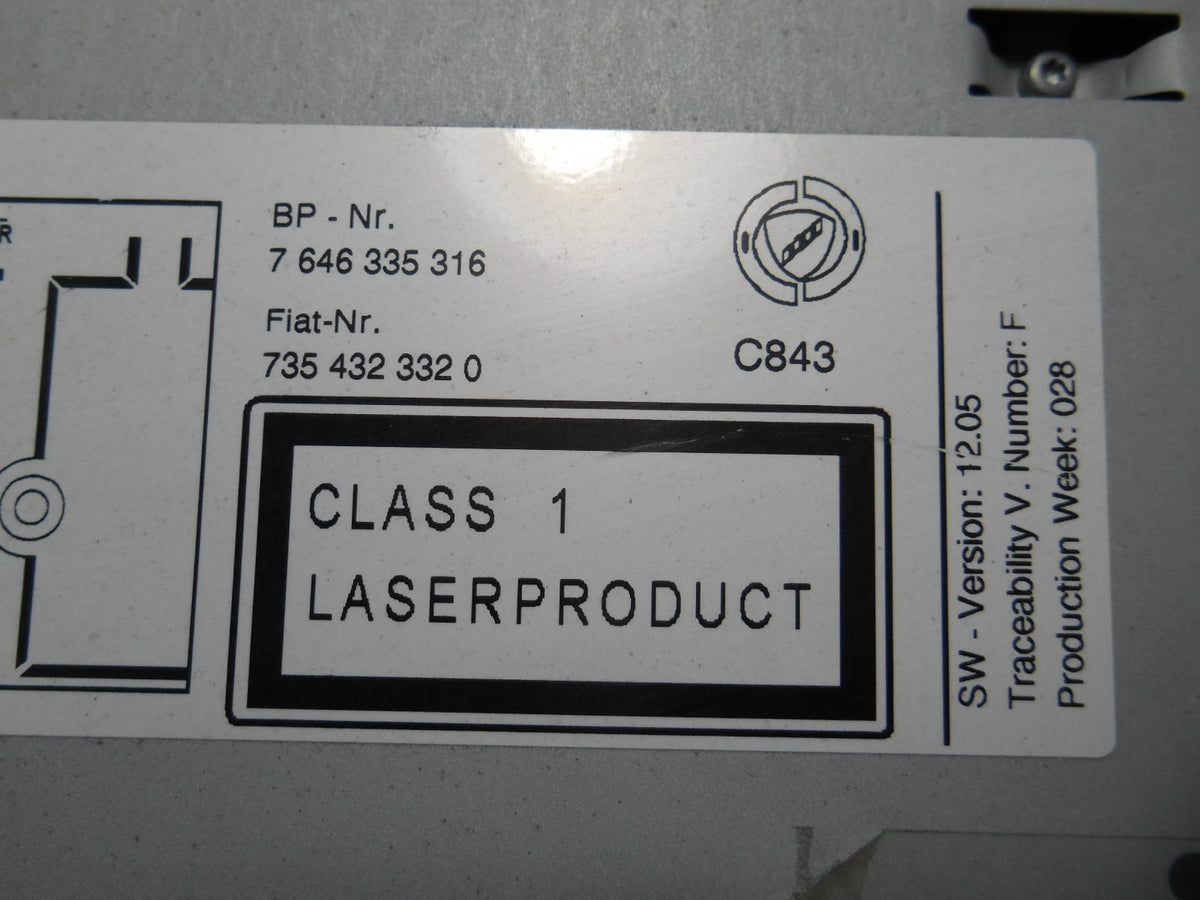 R
BP - Nr.
7 646 335 316
Fiat-Nr.
735 432 332 0
C843
CLASS 1
LASERPRODUCT
SW - Version: 12.05
Traceability V. Number: F
Production Week: 028